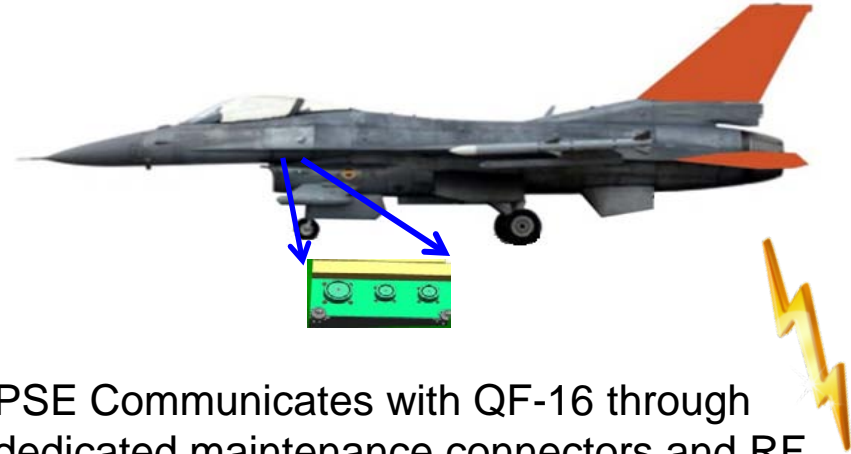 PSE Communicates with QF-16 through
dedicated maintenance connectors and RF